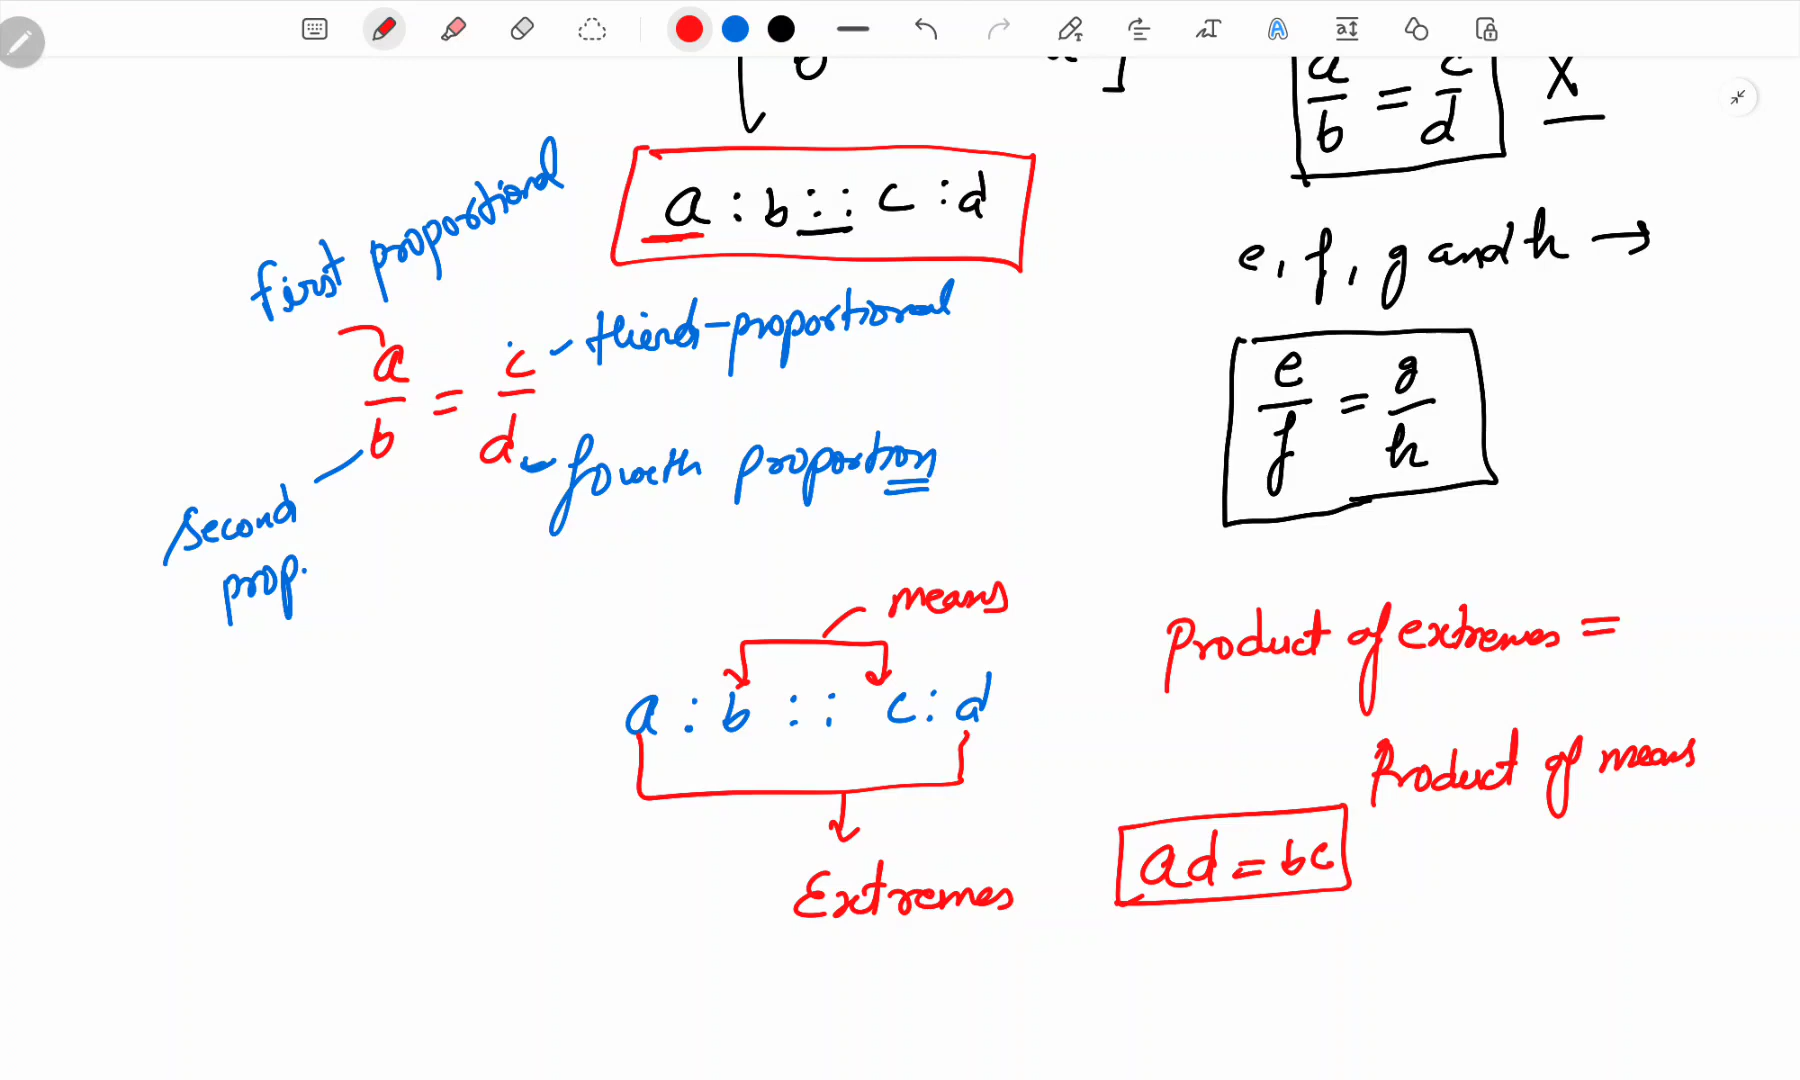 a/b = c/d X
a : b :: c : d
first proportional
e, f, g and h →
a/b = c/d
third-proportional
fourth proportion
second
prop.
e/f = g/h
means
a : b :: c : d
Extremes
Product of extremes =
Product of means
ad = bc